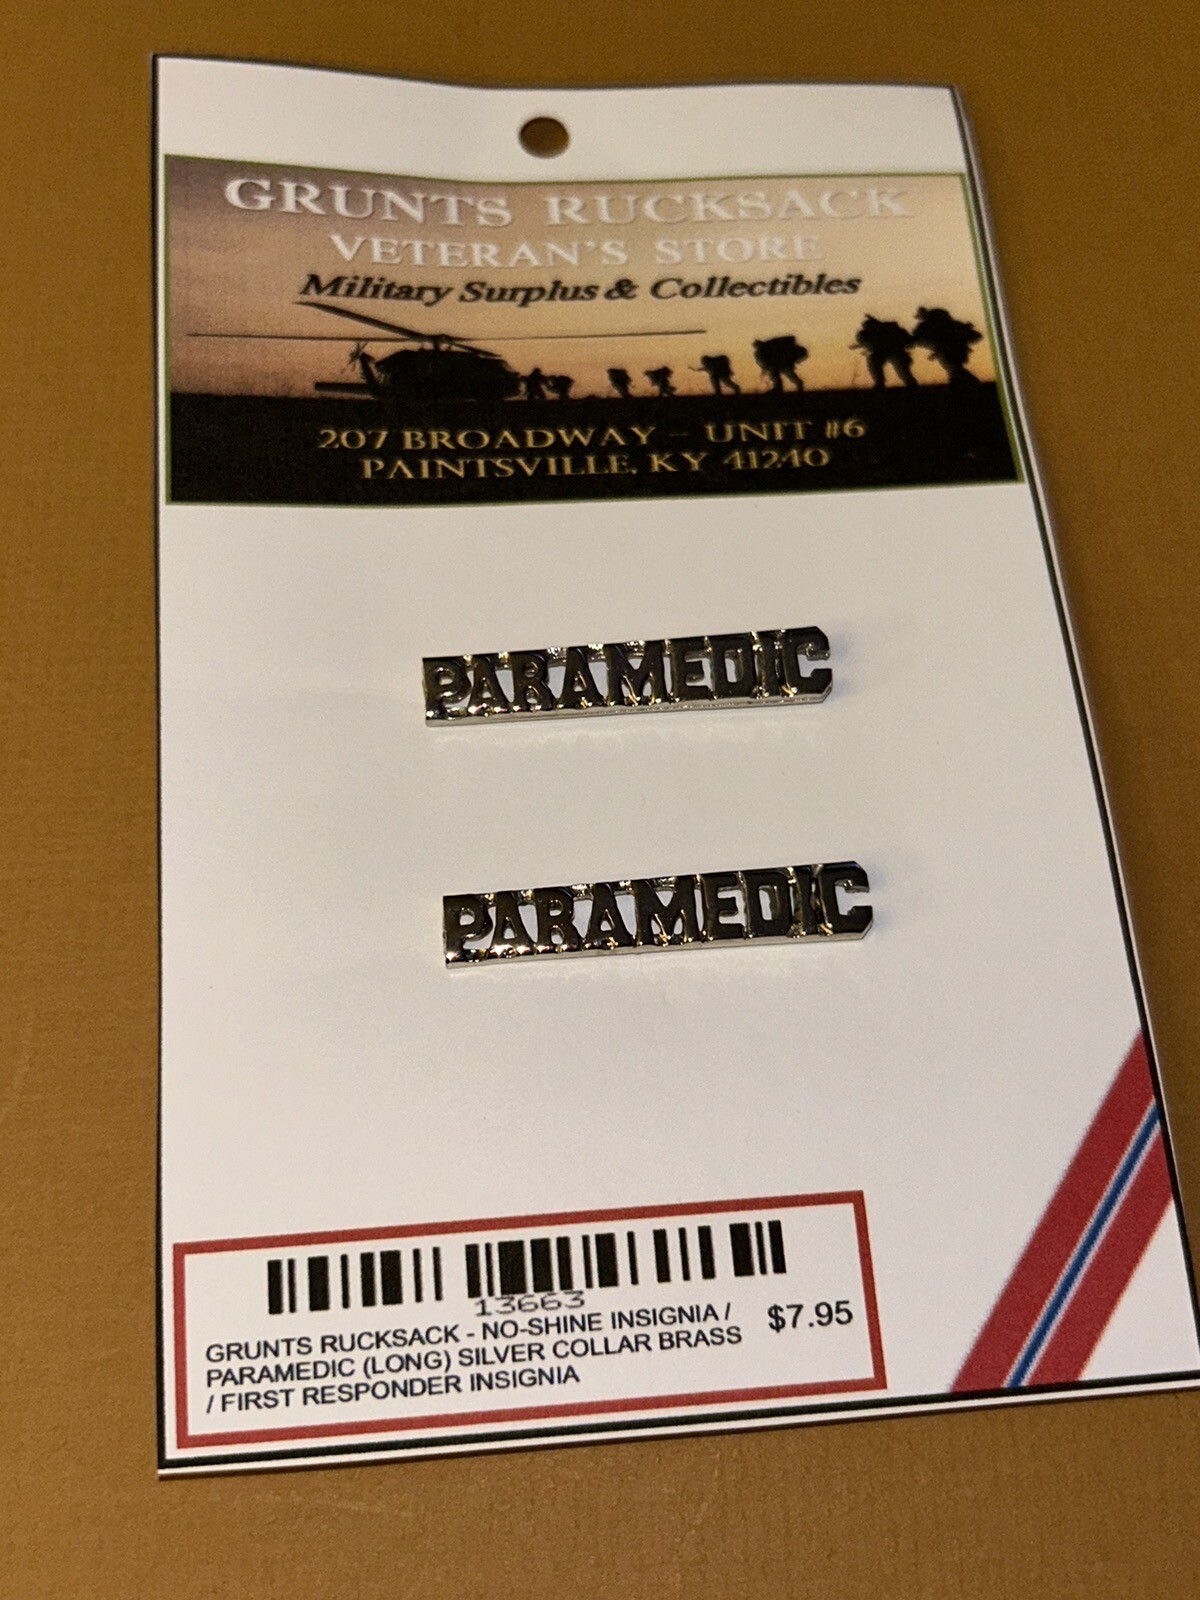 GRUNTS RUCKSACK
VETERAN'S STORE
Military Surplus & Collectibles
207 BROADWAY - UNIT #6
PAINTSVILLE, KY 41240
PARAMEDIC
PARAMEDIC
13663
GRUNTS RUCKSACK - NO-SHINE INSIGNIA /
PARAMEDIC (LONG) SILVER COLLAR BRASS
/ FIRST RESPONDER INSIGNIA
$7.95